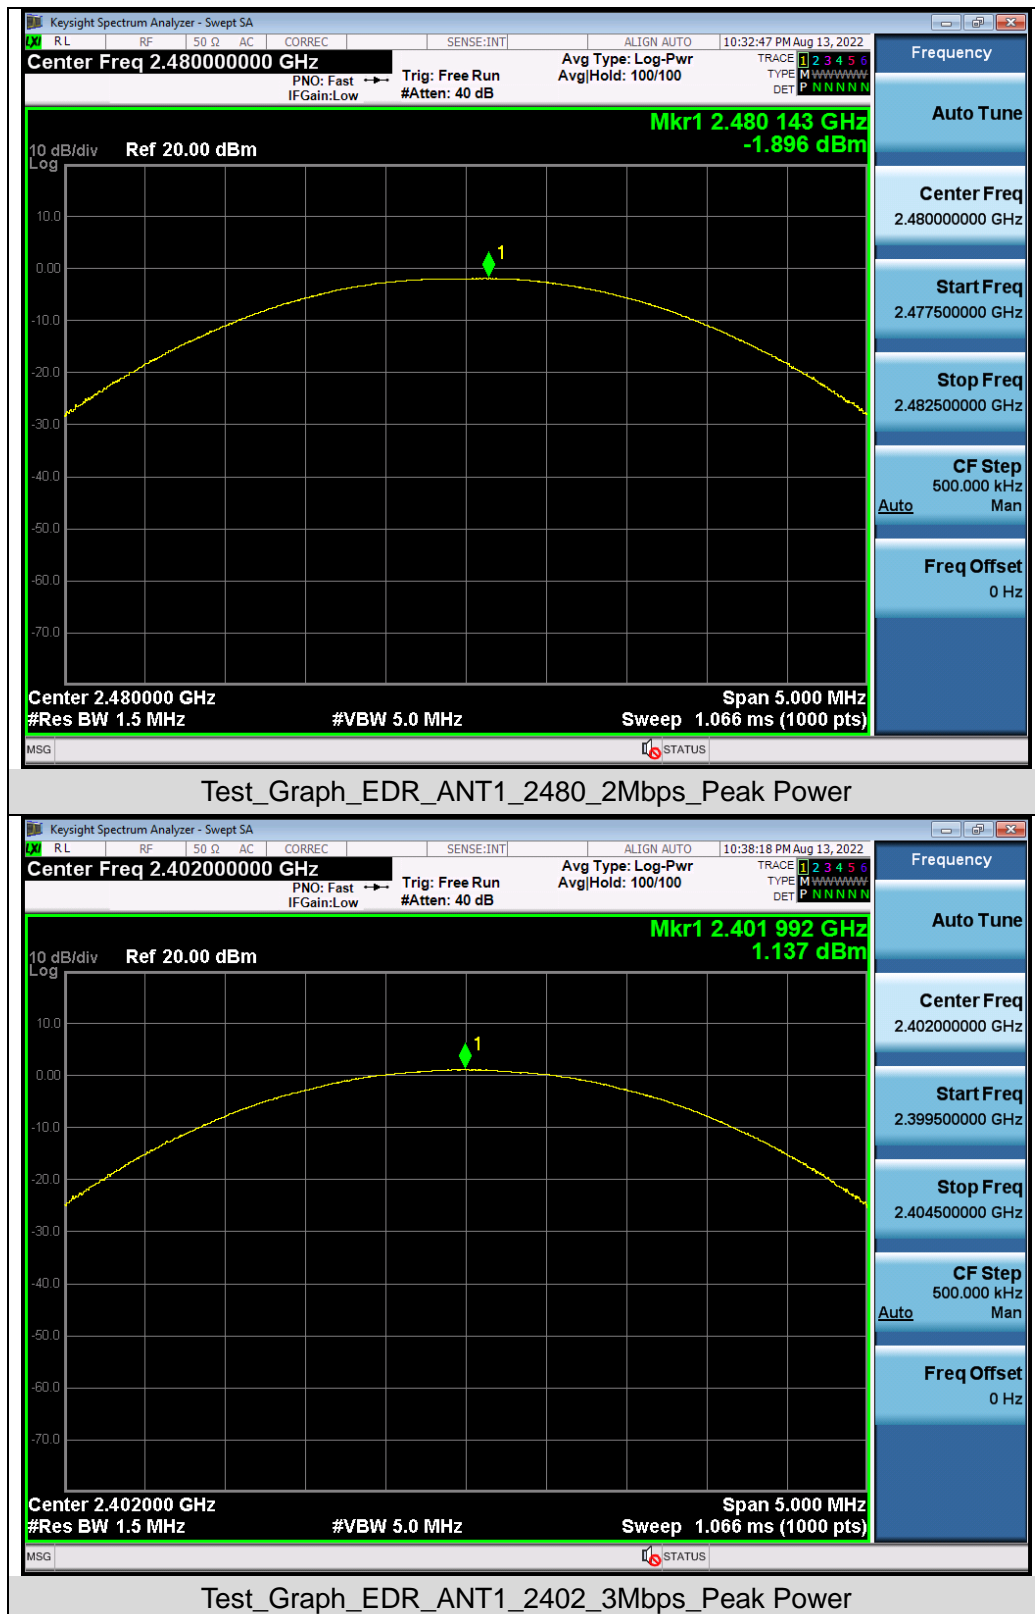 Keysight Spectrum Analyzer - Swept SA
LXI RL RF 50 Ω AC CORREC SENSE:INT ALIGN AUTO 10:32:47 PM Aug 13, 2022
Center Freq 2.480000000 GHz
PNO: Fast
IFGain:Low
Trig: Free Run
#Atten: 40 dB
Avg Type: Log-Pwr
Avg|Hold: 100/100
TRACE 1 2 3 4 5 6
TYPE M WWWWW
DET P N N N N N
Mkr1 2.480 143 GHz
-1.896 dBm
10 dB/div Ref 20.00 dBm
Log
10.0
0.00
-10.0
-20.0
-30.0
-40.0
-50.0
-60.0
-70.0
1
Center 2.480000 GHz Span 5.000 MHz
#Res BW 1.5 MHz #VBW 5.0 MHz Sweep 1.066 ms (1000 pts)
MSG STATUS
Frequency
Auto Tune
Center Freq
2.480000000 GHz
Start Freq
2.477500000 GHz
Stop Freq
2.482500000 GHz
CF Step
500.000 kHz
Auto Man
Freq Offset
0 Hz
Test_Graph_EDR_ANT1_2480_2Mbps_Peak Power
Keysight Spectrum Analyzer - Swept SA
LXI RL RF 50 Ω AC CORREC SENSE:INT ALIGN AUTO 10:38:18 PM Aug 13, 2022
Center Freq 2.402000000 GHz
PNO: Fast
IFGain:Low
Trig: Free Run
#Atten: 40 dB
Avg Type: Log-Pwr
Avg|Hold: 100/100
TRACE 1 2 3 4 5 6
TYPE M WWWWW
DET P N N N N N
Mkr1 2.401 992 GHz
1.137 dBm
10 dB/div Ref 20.00 dBm
Log
10.0
0.00
-10.0
-20.0
-30.0
-40.0
-50.0
-60.0
-70.0
1
Center 2.402000 GHz Span 5.000 MHz
#Res BW 1.5 MHz #VBW 5.0 MHz Sweep 1.066 ms (1000 pts)
MSG STATUS
Frequency
Auto Tune
Center Freq
2.402000000 GHz
Start Freq
2.399500000 GHz
Stop Freq
2.404500000 GHz
CF Step
500.000 kHz
Auto Man
Freq Offset
0 Hz
Test_Graph_EDR_ANT1_2402_3Mbps_Peak Power